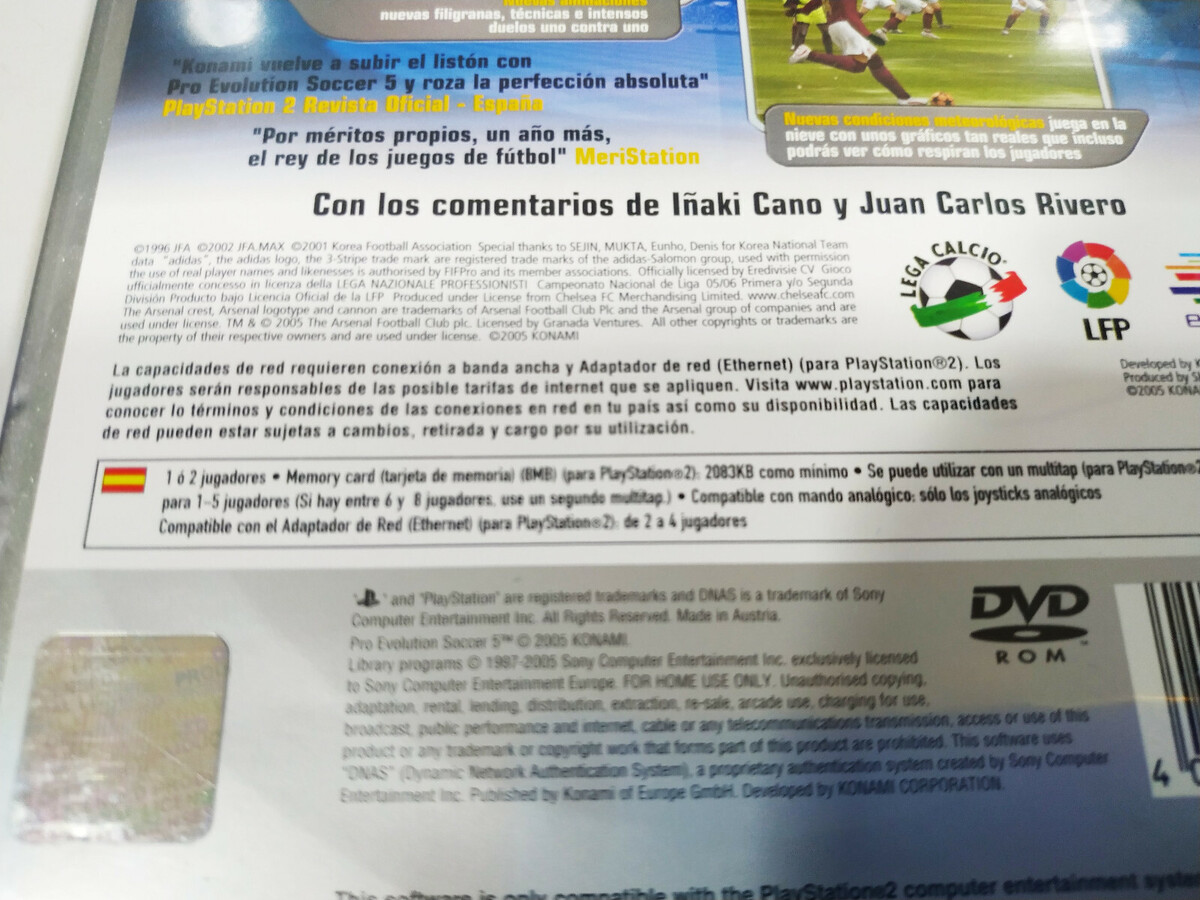 Nuevas animaciones
nuevas filigranas, técnicas e intensos
duelos uno contra uno
"Konami vuelve a subir el listón con
Pro Evolution Soccer 5 y roza la perfección absoluta"
PlayStation 2 Revista Oficial - España
"Por méritos propios, un año más,
el rey de los juegos de fútbol" MeriStation
Nuevas condiciones meteorológicas juega en la
nieve con unos gráficos tan reales que incluso
podrás ver cómo respiran los jugadores
Con los comentarios de Iñaki Cano y Juan Carlos Rivero
©1996 JFA ©2002 JFA.MAX ©2001 Korea Football Association Special thanks to SEJIN, MUKTA, Eunho, Denis for Korea National Team
data "adidas", the adidas logo, the 3-Stripe trade mark are registered trade marks of the adidas-Salomon group, used with permission
the use of real player names and likenesses is authorised by FIFPro and its member associations. Officially licensed by Eredivisie CV Gioco
ufficialmente concesso in licenza della LEGA NAZIONALE PROFESSIONISTI Campeonato Nacional de Liga 05/06 Primera y/o Segunda
División Producto bajo Licencia Oficial de la LFP Produced under License from Chelsea FC Merchandising Limited. www.chelseafc.com
The Arsenal crest, Arsenal logotype and cannon are trademarks of Arsenal Football Club Plc and the Arsenal group of companies and are
used under license. TM & © 2005 The Arsenal Football Club plc. Licensed by Granada Ventures. All other copyrights or trademarks are
the property of their respective owners and are used under license. ©2005 KONAMI
LEGA CALCIO
LFP
La capacidades de red requieren conexión a banda ancha y Adaptador de red (Ethernet) (para PlayStation®2). Los
jugadores serán responsables de las posible tarifas de internet que se apliquen. Visita www.playstation.com para
conocer lo términos y condiciones de las conexiones en red en tu país así como su disponibilidad. Las capacidades
de red pueden estar sujetas a cambios, retirada y cargo por su utilización.
Developed by K
Produced by
©2005 KONA
1 ó 2 jugadores • Memory card (tarjeta de memoria) (8MB) (para PlayStation®2): 2083KB como mínimo • Se puede utilizar con un multitap (para PlayStation®2
para 1-5 jugadores (Si hay entre 6 y 8 jugadores, use un segundo multitap.) • Compatible con mando analógico: sólo los joysticks analógicos
Compatible con el Adaptador de Red (Ethernet) (para PlayStation®2): de 2 a 4 jugadores
" " and "PlayStation" are registered trademarks and DNAS is a trademark of Sony
Computer Entertainment Inc. All Rights Reserved. Made in Austria.
Pro Evolution Soccer 5™ © 2005 KONAMI.
Library programs © 1997-2005 Sony Computer Entertainment Inc. exclusively licensed
to Sony Computer Entertainment Europe. FOR HOME USE ONLY. Unauthorised copying,
adaptation, rental, lending, distribution, extraction, re-sale, arcade use, charging for use,
broadcast, public performance and internet, cable or any telecommunications transmission, access or use of this
product or any trademark or copyright work that forms part of this product are prohibited. This software uses
"DNAS" (Dynamic Network Authentication System), a proprietary authentication system created by Sony Computer
Entertainment Inc. Published by Konami of Europe GmbH. Developed by KONAMI CORPORATION.
DVD
ROM
4
This software is only compatible with the PlayStation®2 computer entertainment syste